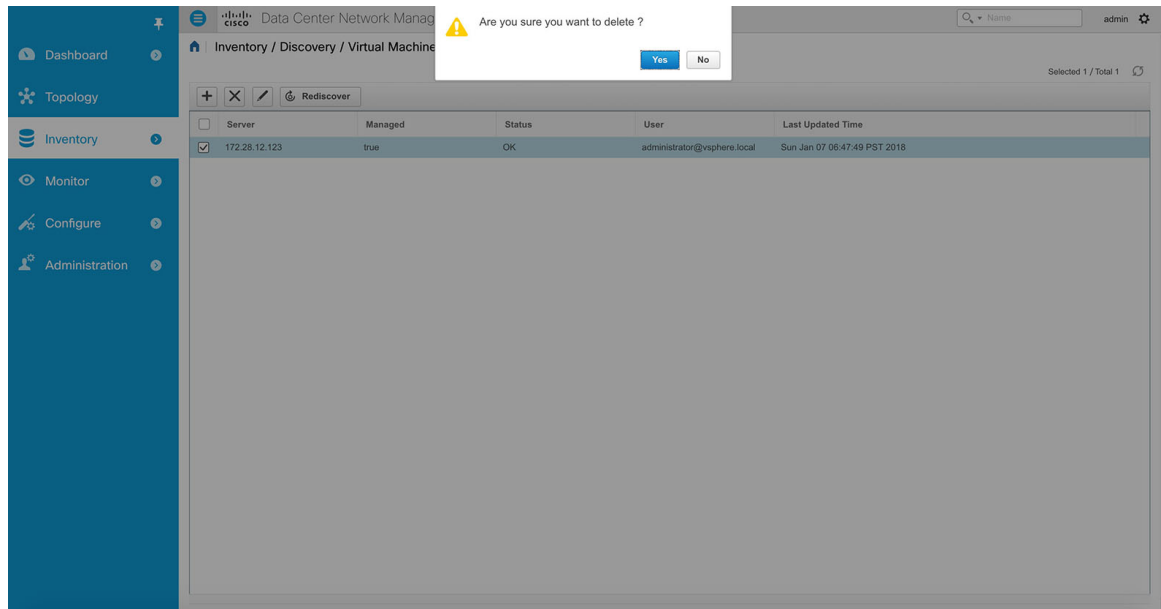 Dashboard
Topology
Inventory
Monitor
Configure
Administration
cisco Data Center Network Manag
Name
admin
Inventory / Discovery / Virtual Machine
Are you sure you want to delete ?
Yes No
Selected 1 / Total 1
Rediscover
Server Managed Status User Last Updated Time
172.28.12.123 true OK administrator@vsphere.local Sun Jan 07 06:47:49 PST 2018